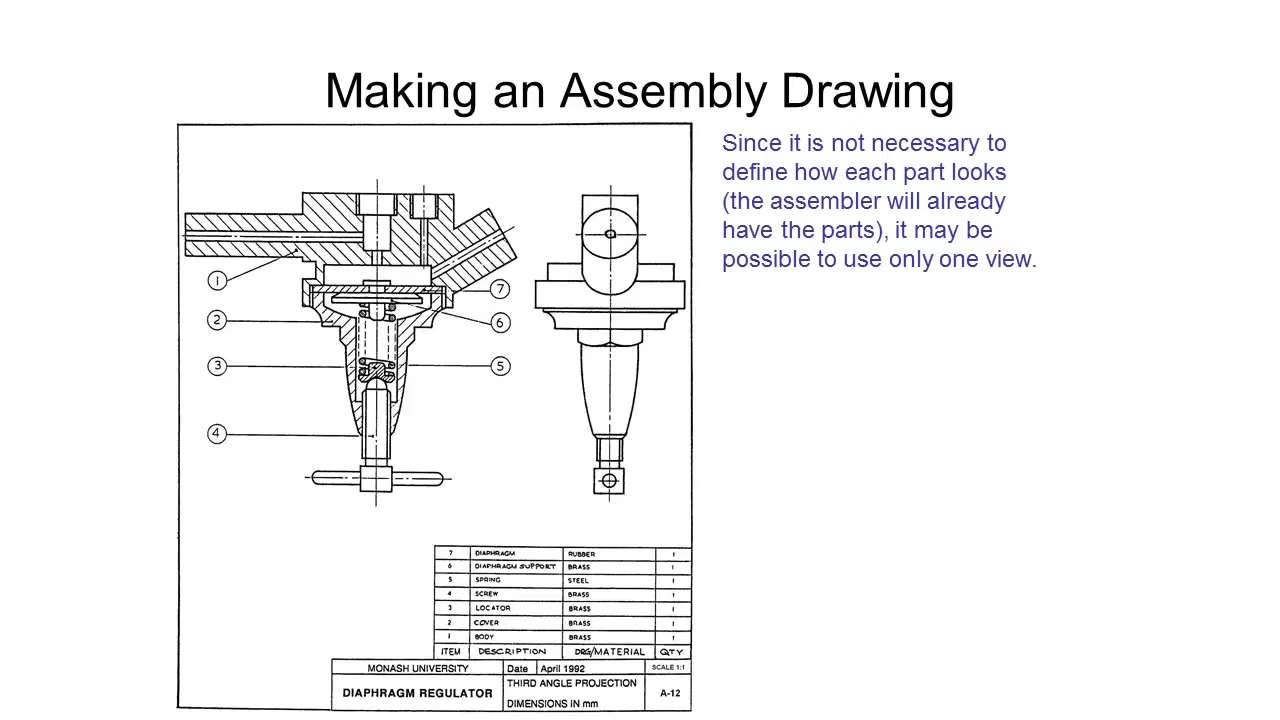 Making an Assembly Drawing
Since it is not necessary to
define how each part looks
(the assembler will already
have the parts), it may be
possible to use only one view.
1
2
3
4
7
6
5
7 DIAPHRAGM RUBBER 1
6 DIAPHRAGM SUPPORT BRASS 1
5 SPRING STEEL 1
4 SCREW BRASS 1
3 LOCATOR BRASS 1
2 COVER BRASS 1
1 BODY BRASS 1
ITEM DESCRIPTION DRG/MATERIAL QTY
MONASH UNIVERSITY Date April 1992 SCALE 1:1
DIAPHRAGM REGULATOR THIRD ANGLE PROJECTION A-12
DIMENSIONS IN mm